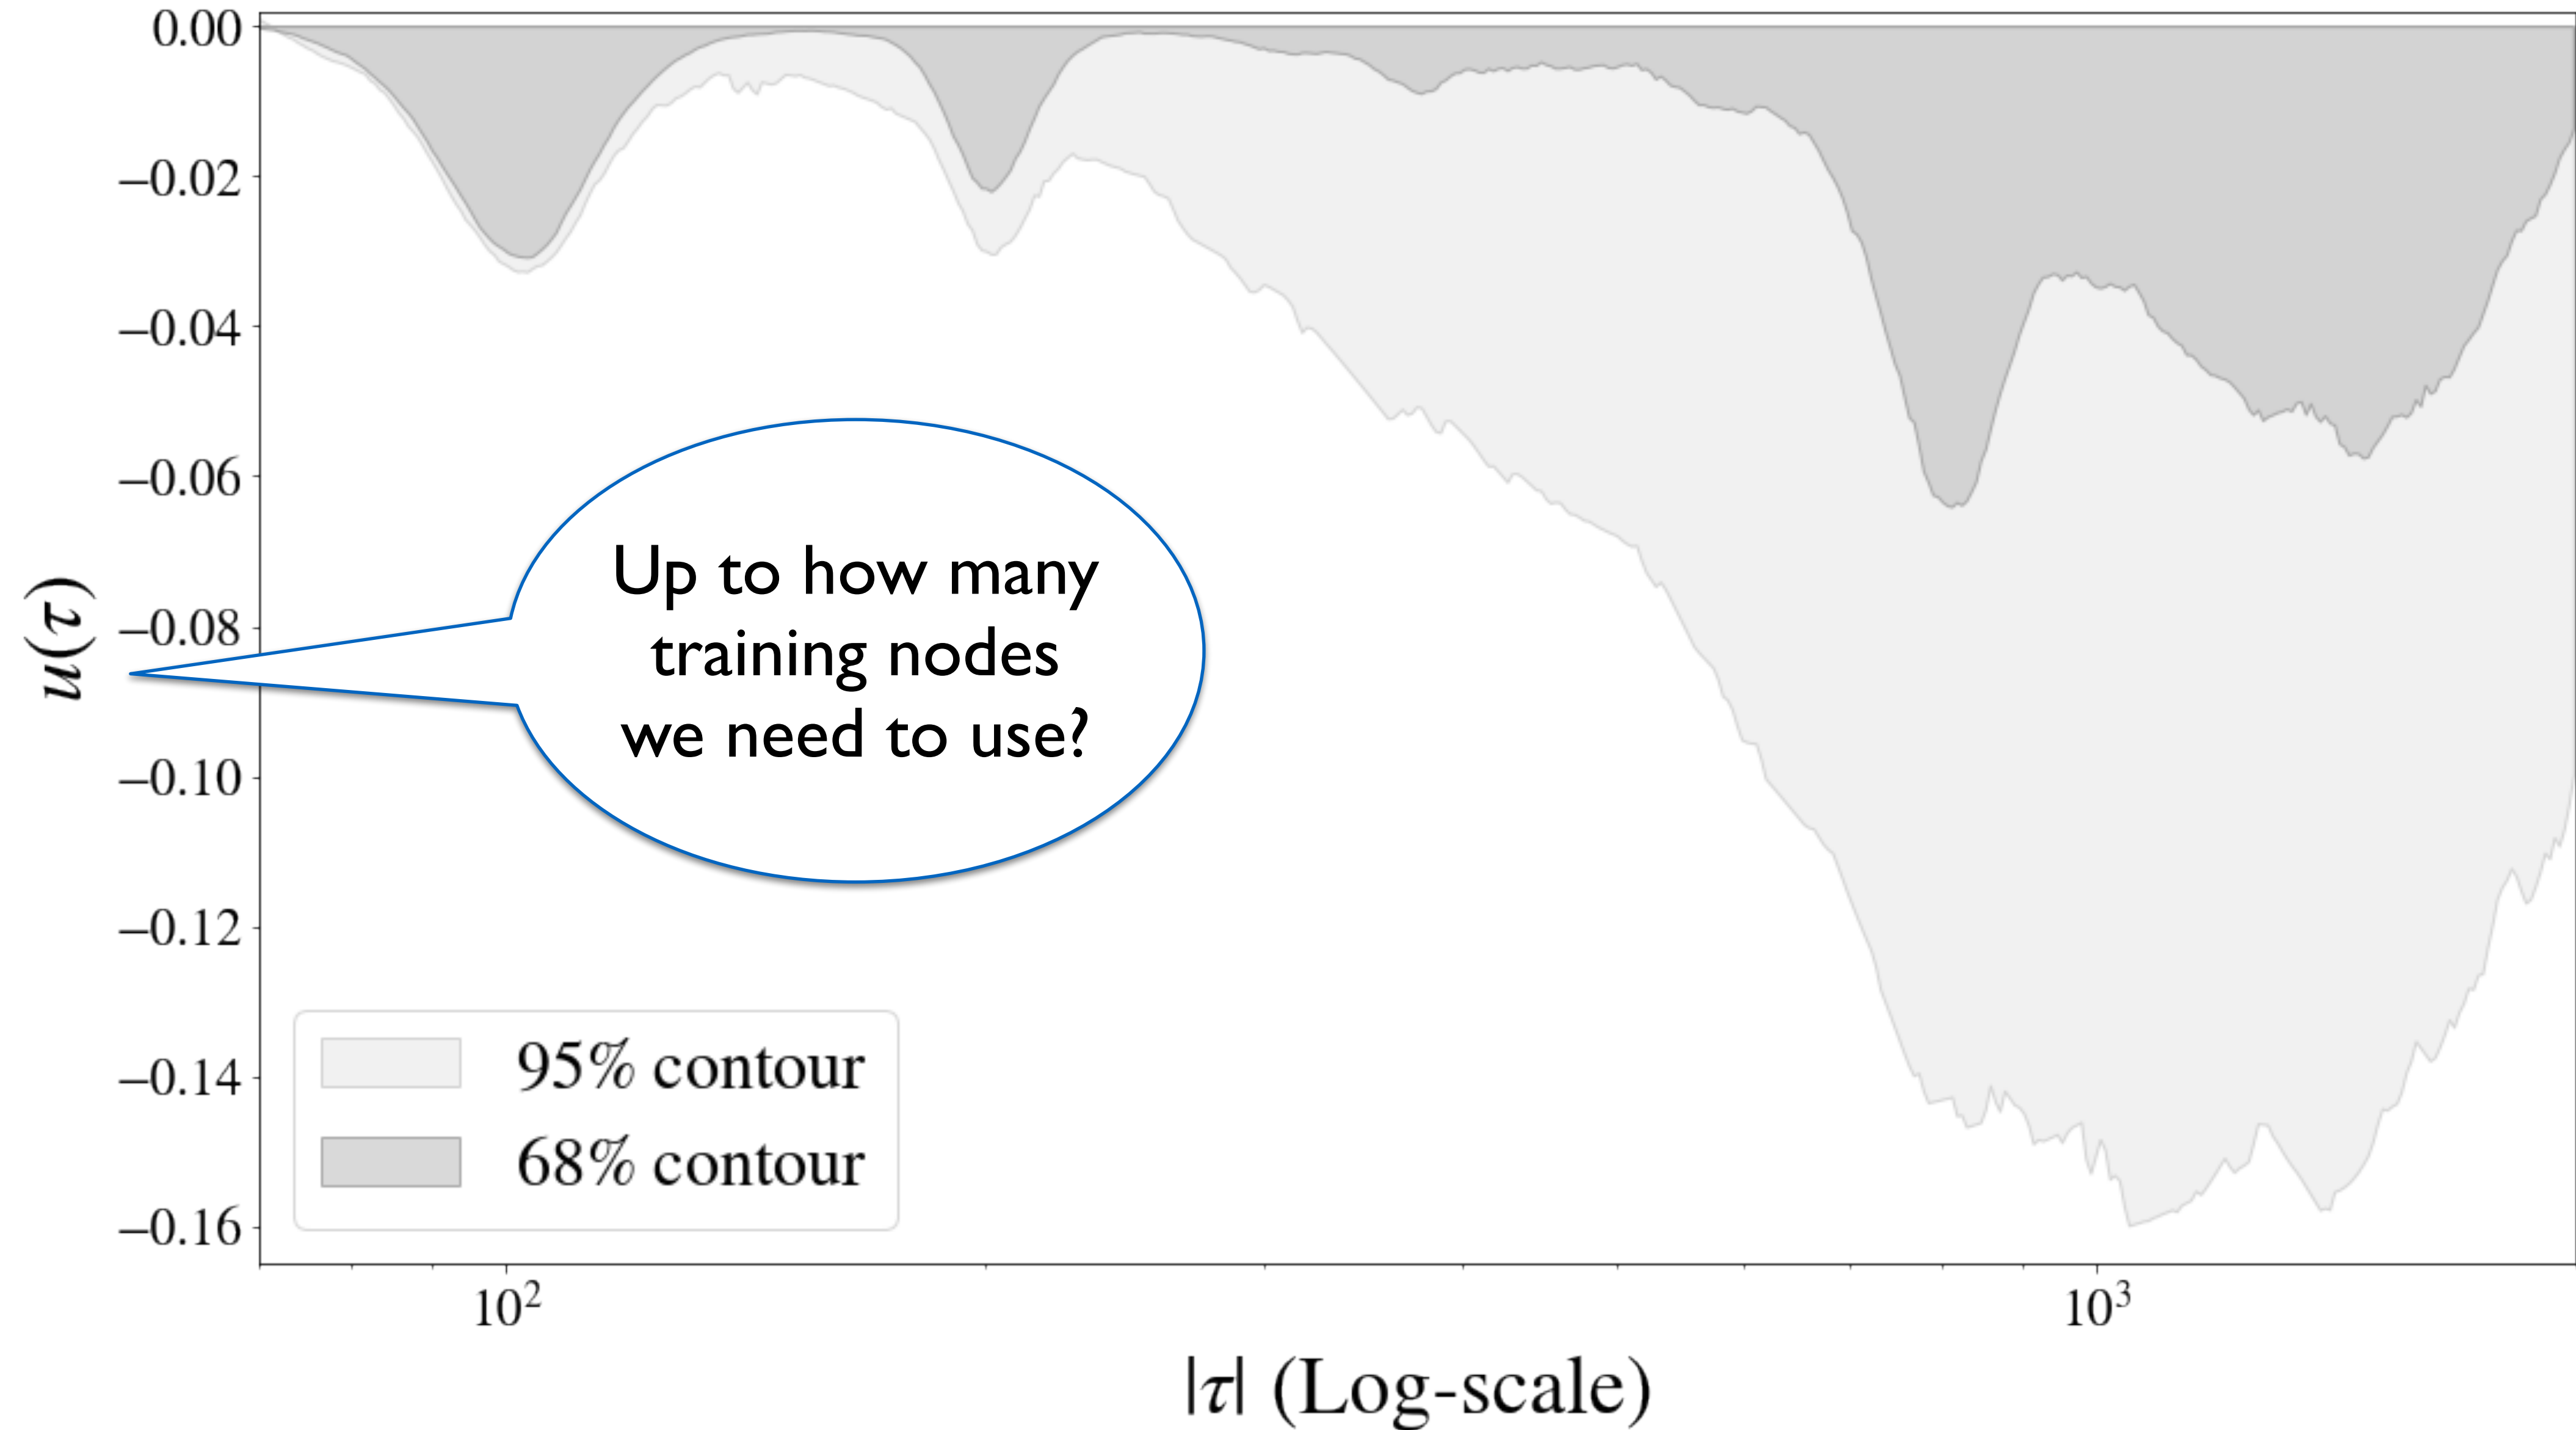 0.00
−0.02
−0.04
−0.06
−0.08
−0.10
−0.12
−0.14
−0.16
u(τ)
Up to how many
training nodes
we need to use?
95% contour
68% contour
10²
10³
|τ| (Log-scale)